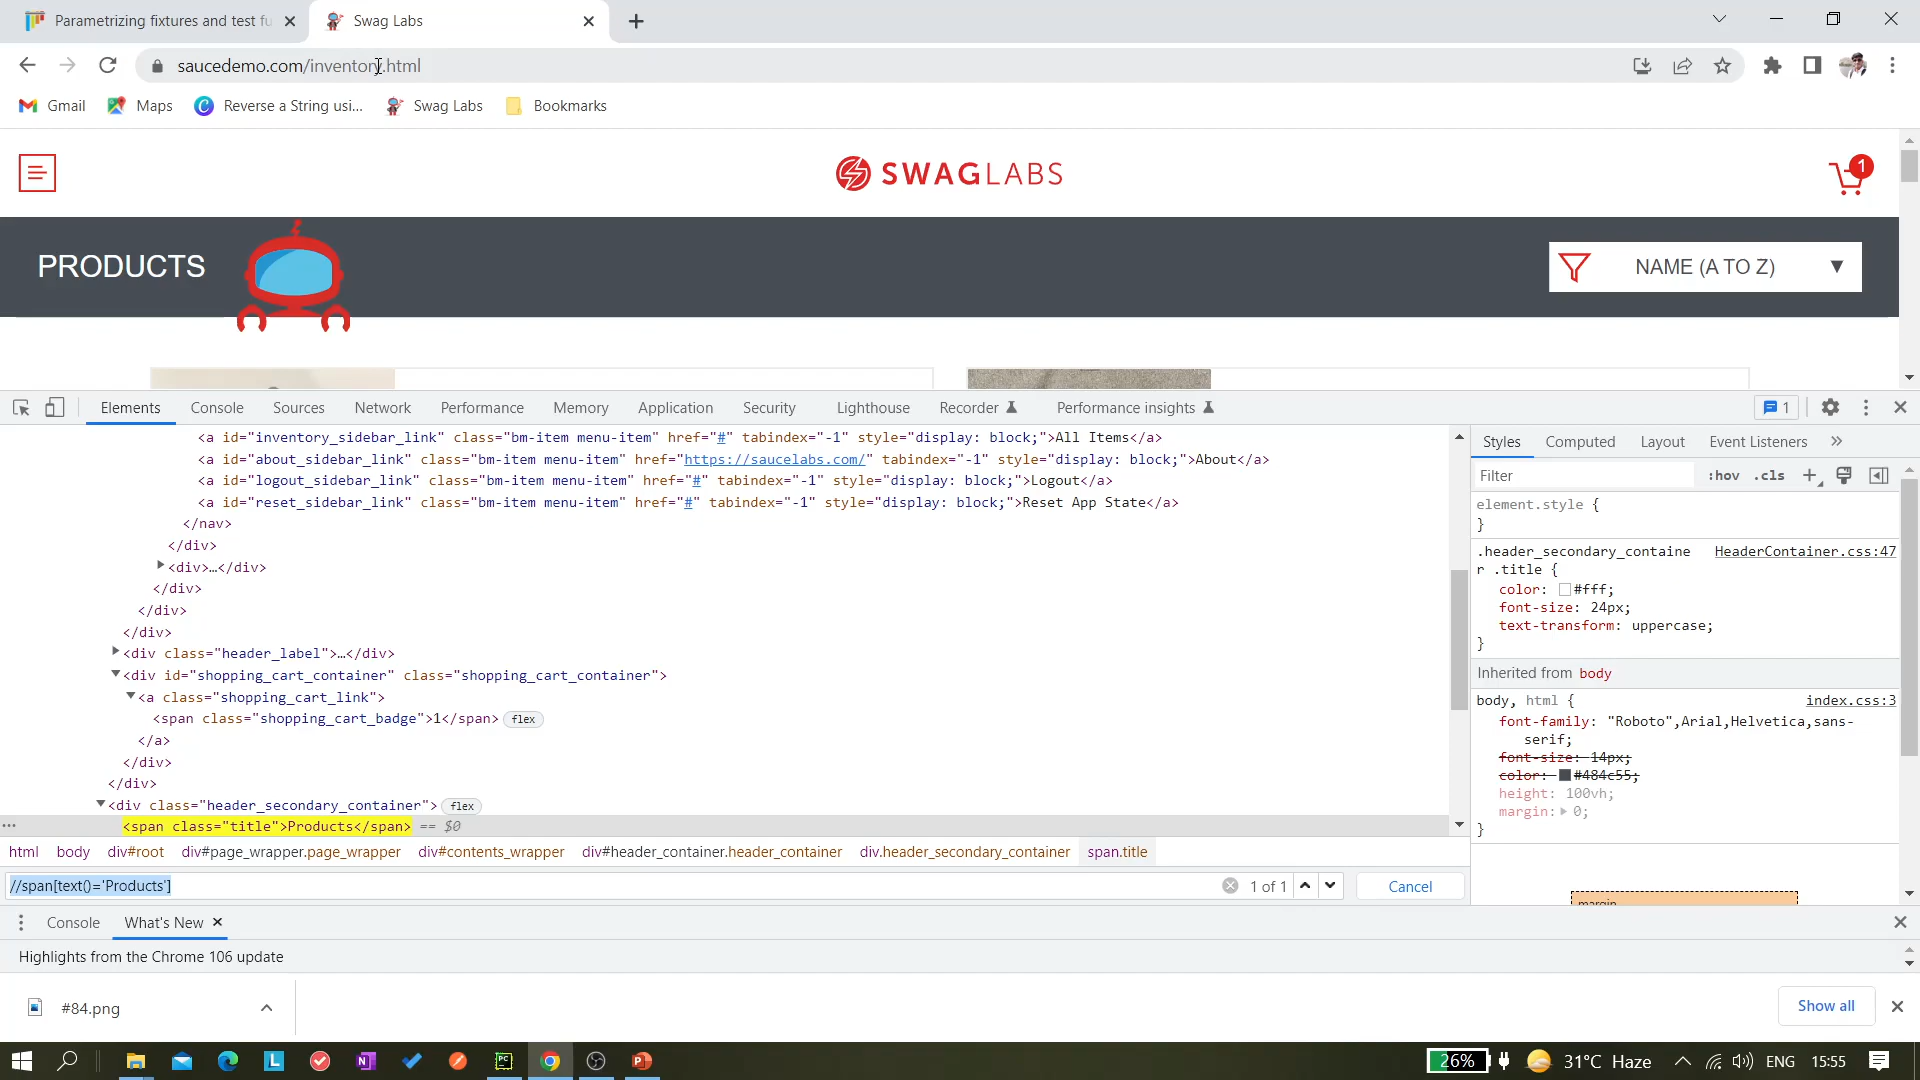 Parametrizing fixtures and test fu
Swag Labs
saucedemo.com/inventory.html
Gmail
Maps
Reverse a String usi...
Swag Labs
Bookmarks
SWAGLABS
1
PRODUCTS
NAME (A TO Z)
Elements
Console
Sources
Network
Performance
Memory
Application
Security
Lighthouse
Recorder
Performance insights
1
<a id="inventory_sidebar_link" class="bm-item menu-item" href="#" tabindex="-1" style="display: block;">All Items</a>
<a id="about_sidebar_link" class="bm-item menu-item" href="https://saucelabs.com/" tabindex="-1" style="display: block;">About</a>
<a id="logout_sidebar_link" class="bm-item menu-item" href="#" tabindex="-1" style="display: block;">Logout</a>
<a id="reset_sidebar_link" class="bm-item menu-item" href="#" tabindex="-1" style="display: block;">Reset App State</a>
</nav>
</div>
<div>…</div>
</div>
</div>
</div>
<div class="header_label">…</div>
<div id="shopping_cart_container" class="shopping_cart_container">
<a class="shopping_cart_link">
<span class="shopping_cart_badge">1</span> flex
</a>
</div>
</div>
<div class="header_secondary_container"> flex
<span class="title">Products</span> == $0
html body div#root div#page_wrapper.page_wrapper div#contents_wrapper div#header_container.header_container div.header_secondary_container span.title
//span[text()='Products']
1 of 1
Cancel
Styles
Computed
Layout
Event Listeners
Filter
:hov .cls
element.style {
}
.header_secondary_containe HeaderContainer.css:47
r .title {
color: #fff;
font-size: 24px;
text-transform: uppercase;
}
Inherited from body
body, html { index.css:3
font-family: "Roboto",Arial,Helvetica,sans-
serif;
font-size: 14px;
color: #484c55;
height: 100vh;
margin: 0;
}
margin
Console
What's New
Highlights from the Chrome 106 update
#84.png
Show all
26%
31°C Haze
ENG
15:55